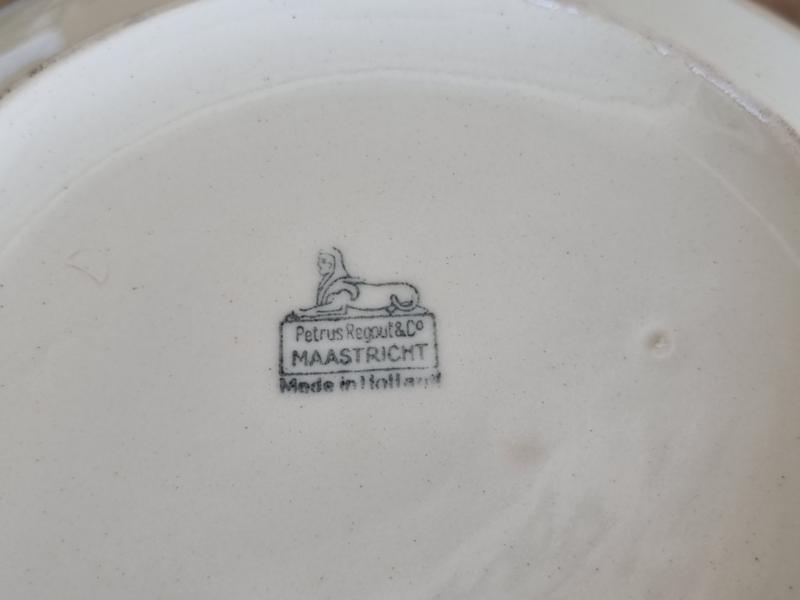 Petrus Regout & Co
MAASTRICHT
Made in Holland